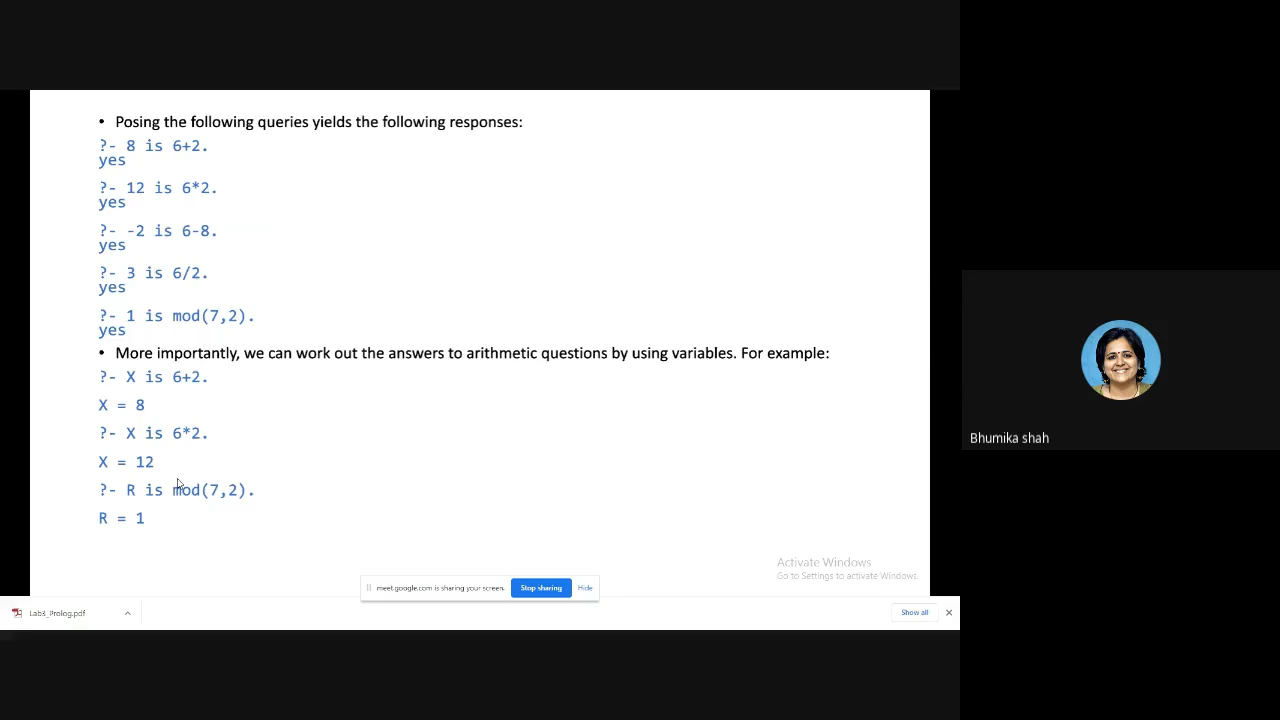 • Posing the following queries yields the following responses:
?- 8 is 6+2.
yes
?- 12 is 6*2.
yes
?- -2 is 6-8.
yes
?- 3 is 6/2.
yes
?- 1 is mod(7,2).
yes
• More importantly, we can work out the answers to arithmetic questions by using variables. For example:
?- X is 6+2.
X = 8
?- X is 6*2.
X = 12
?- R is mod(7,2).
R = 1
Bhumika shah
Activate Windows
Go to Settings to activate Windows.
meet.google.com is sharing your screen. Stop sharing Hide
Lab3_Prolog.pdf Show all